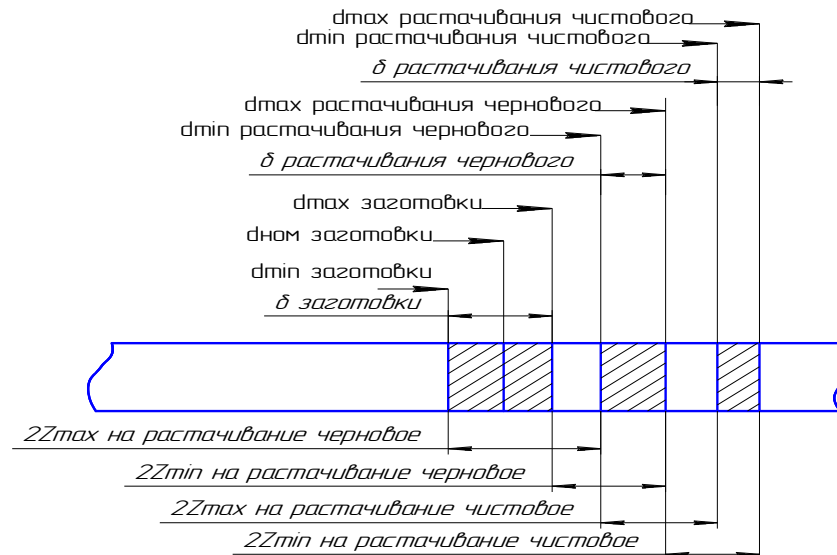 dmax растачивания чистового
dmin растачивания чистового
δ растачивания чистового
dmax растачивания чернового
dmin растачивания чернового
δ растачивания чернового
dmax заготовки
dном заготовки
dmin заготовки
δ заготовки
2Zmax на растачивание черновое
2Zmin на растачивание черновое
2Zmax на растачивание чистовое
2Zmin на растачивание чистовое